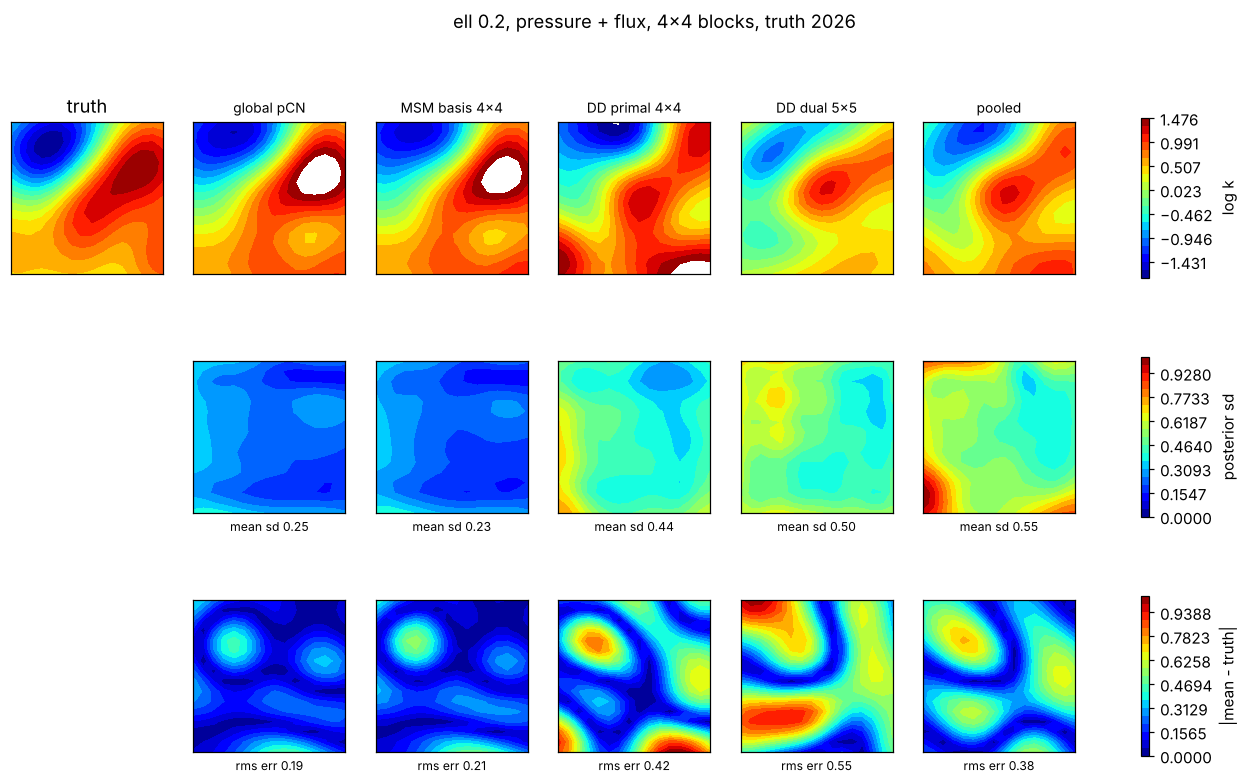 ell 0.2, pressure + flux, 4×4 blocks, truth 2026
truth
global pCN
MSM basis 4×4
DD primal 4×4
DD dual 5×5
pooled
1.476
0.991
0.507
0.023
−0.462
−0.946
−1.431
log k
0.9280
0.7733
0.6187
0.4640
0.3093
0.1547
0.0000
posterior sd
mean sd 0.25
mean sd 0.23
mean sd 0.44
mean sd 0.50
mean sd 0.55
0.9388
0.7823
0.6258
0.4694
0.3129
0.1565
0.0000
|mean - truth|
rms err 0.19
rms err 0.21
rms err 0.42
rms err 0.55
rms err 0.38